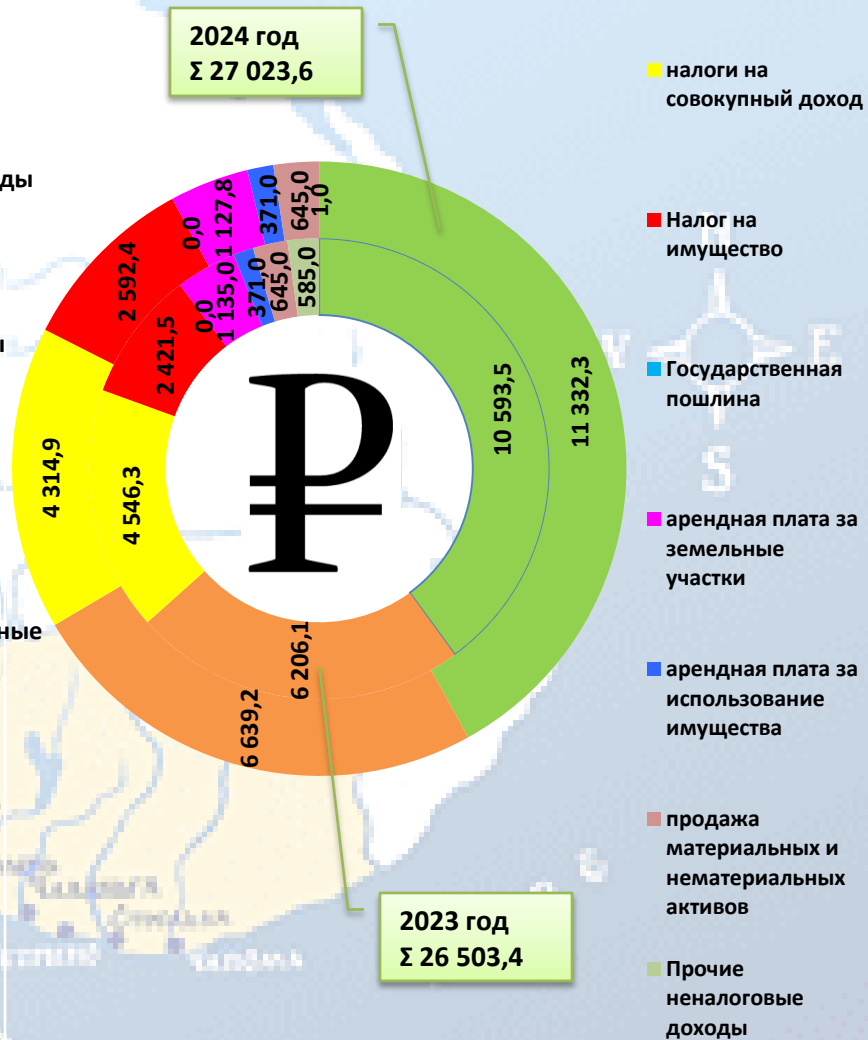 2024 год
Σ 27 023,6
налоги на
совокупный доход
ды
Налог на
имущество
ы
Государственная
пошлина
ные
арендная плата за
земельные
участки
арендная плата за
использование
имущества
продажа
материальных и
нематериальных
активов
Прочие
неналоговые
доходы
11 332,3
6 639,2
4 314,9
2 592,4
0,0
1 127,8
371,0
645,0
1,0
10 593,5
6 206,1
4 546,3
2 421,5
0,0
1 135,0
371,0
645,0
585,0
₽
2023 год
Σ 26 503,4
E
S